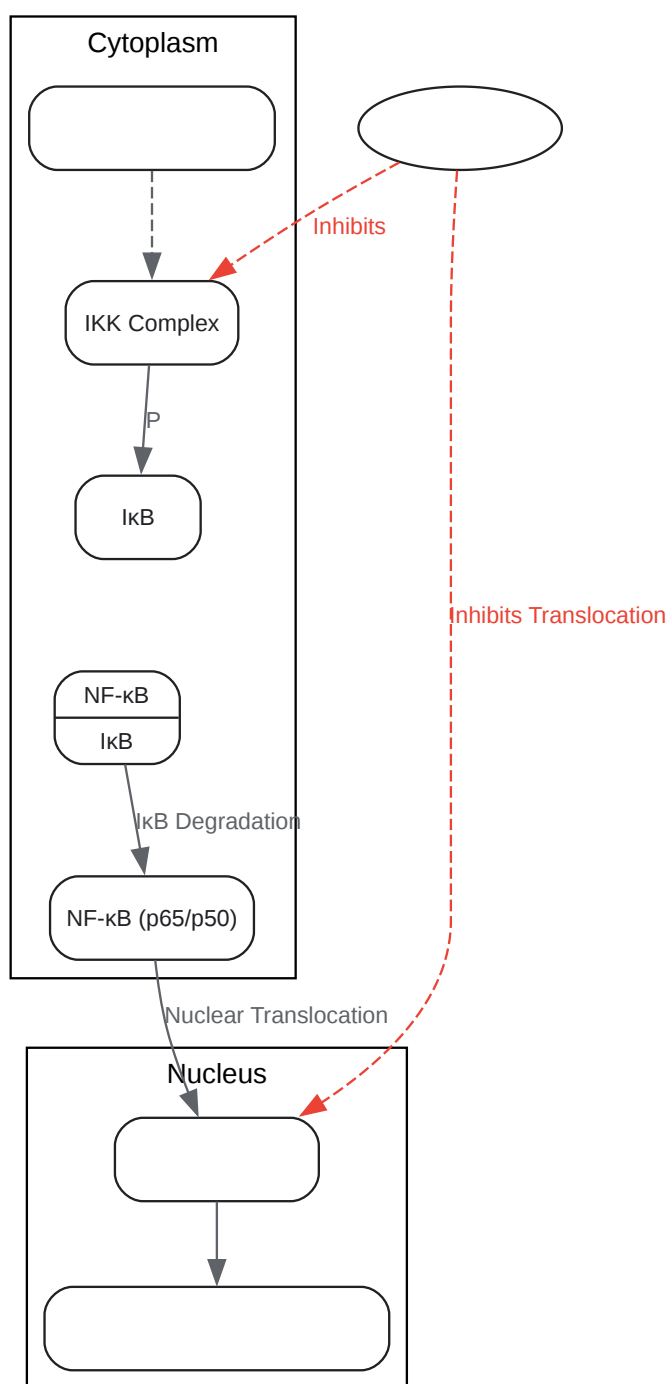 Cytoplasm
Inhibits
IKK Complex
P
IκB
Inhibits Translocation
NF-κB
IκB
IκB Degradation
NF-κB (p65/p50)
Nuclear Translocation
Nucleus